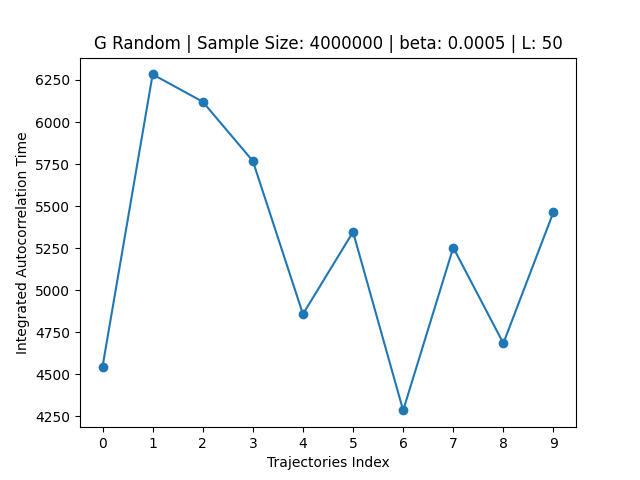 G Random | Sample Size: 4000000 | beta: 0.0005 | L: 50
Integrated Autocorrelation Time
6250
6000
5750
5500
5250
5000
4750
4500
4250
0 1 2 3 4 5 6 7 8 9
Trajectories Index